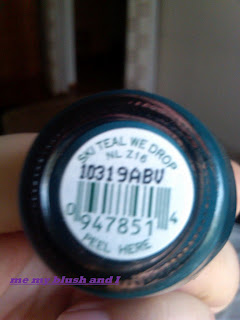 SKI TEAL WE DROP
NL Z16
10319ABV
0 947851 4
PEEL HERE
me my blush and I